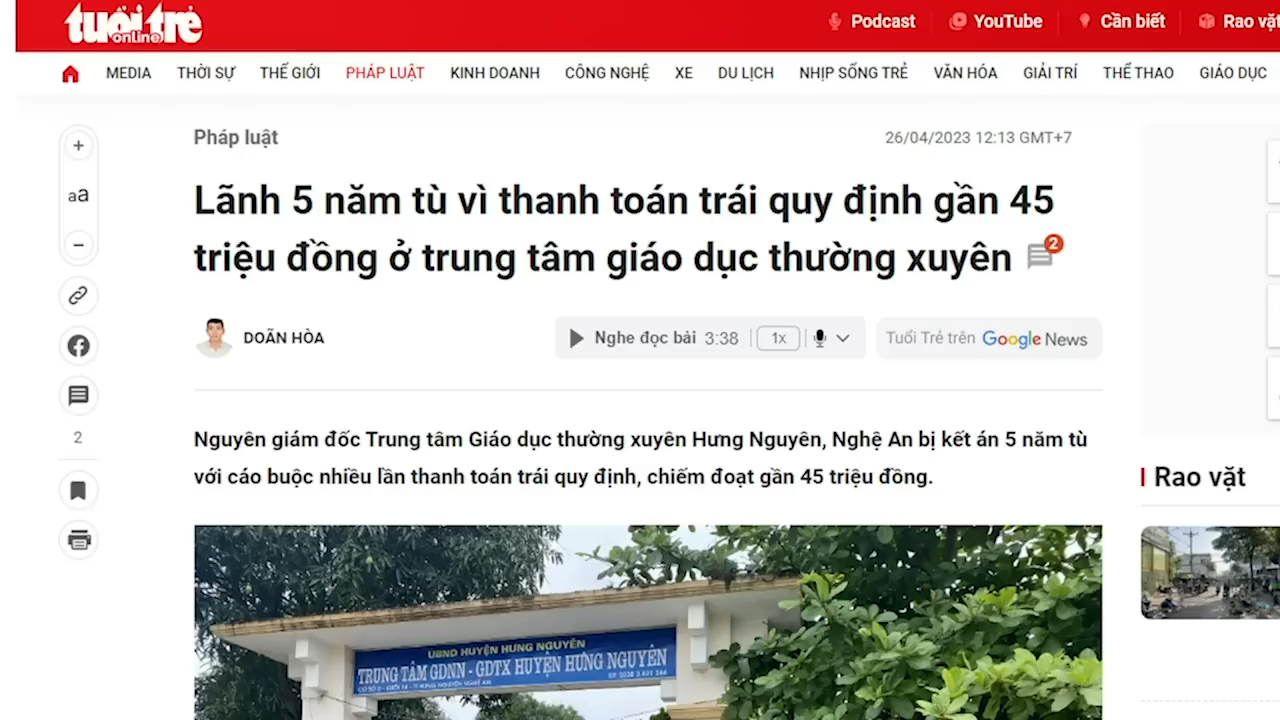 tuổi trẻ
online
Podcast
YouTube
Cần biết
Rao vặt
MEDIA THỜI SỰ THẾ GIỚI PHÁP LUẬT KINH DOANH CÔNG NGHỆ XE DU LỊCH NHỊP SỐNG TRẺ VĂN HÓA GIẢI TRÍ THỂ THAO GIÁO DỤC
Pháp luật
26/04/2023 12:13 GMT+7
+
aa
−
2
Lãnh 5 năm tù vì thanh toán trái quy định gần 45
triệu đồng ở trung tâm giáo dục thường xuyên
2
DOÃN HÒA
Nghe đọc bài 3:38 1x
Tuổi Trẻ trên Google News
Nguyên giám đốc Trung tâm Giáo dục thường xuyên Hưng Nguyên, Nghệ An bị kết án 5 năm tù
với cáo buộc nhiều lần thanh toán trái quy định, chiếm đoạt gần 45 triệu đồng.
Rao vặt
UBND HUYỆN HƯNG NGUYÊN
TRUNG TÂM GDNN - GDTX HUYỆN HƯNG NGUYÊN